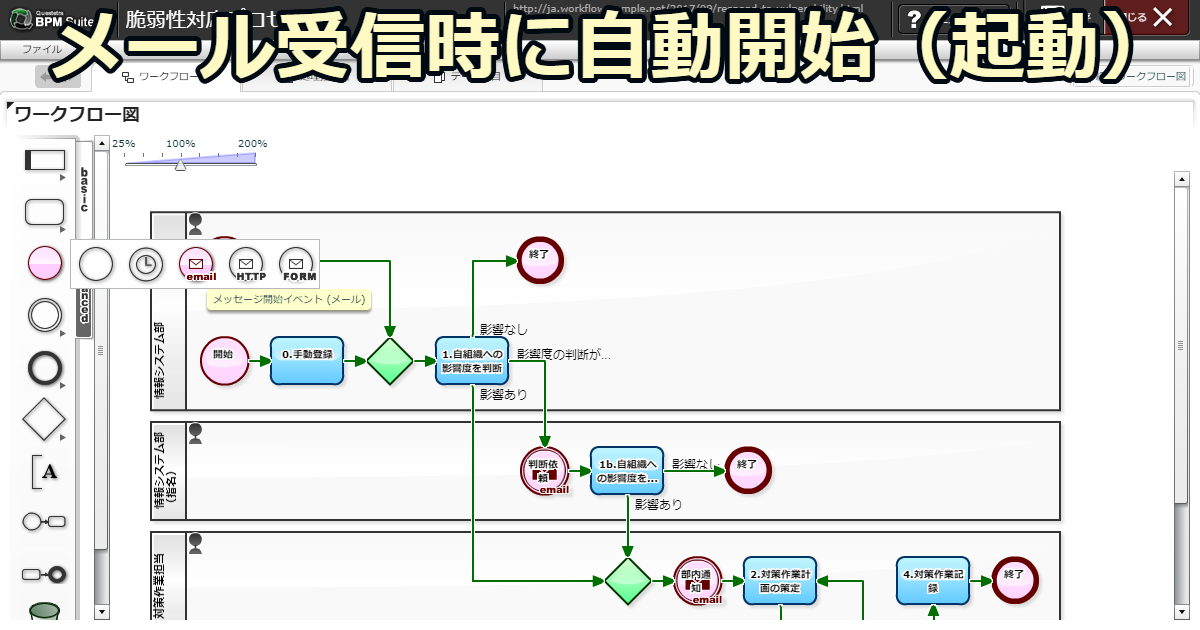 メール受信時に自動開始（起動）
Questetra
BPM Suite
脆弱性対応プロセ
http://ja.workflow
mple.net/2017/09/respond-to-vulnerability.html
?
じる
ファイル
ワークフロー
ワークフロー図
ワークフロー図
25%
100%
200%
basic
email
HTTP
FORM
メッセージ開始イベント (メール)
情報システム部
終了
開始
0.手動登録
1.自組織への
影響度を判断
影響なし
影響度の判断が...
影響あり
A
情報システム部
(指名)
判断依
頼
email
1b.自組織へ
の影響度を...
影響なし
終了
影響あり
対策作業担当
部内通
知
email
2.対策作業計
画の策定
4.対策作業記
録
終了